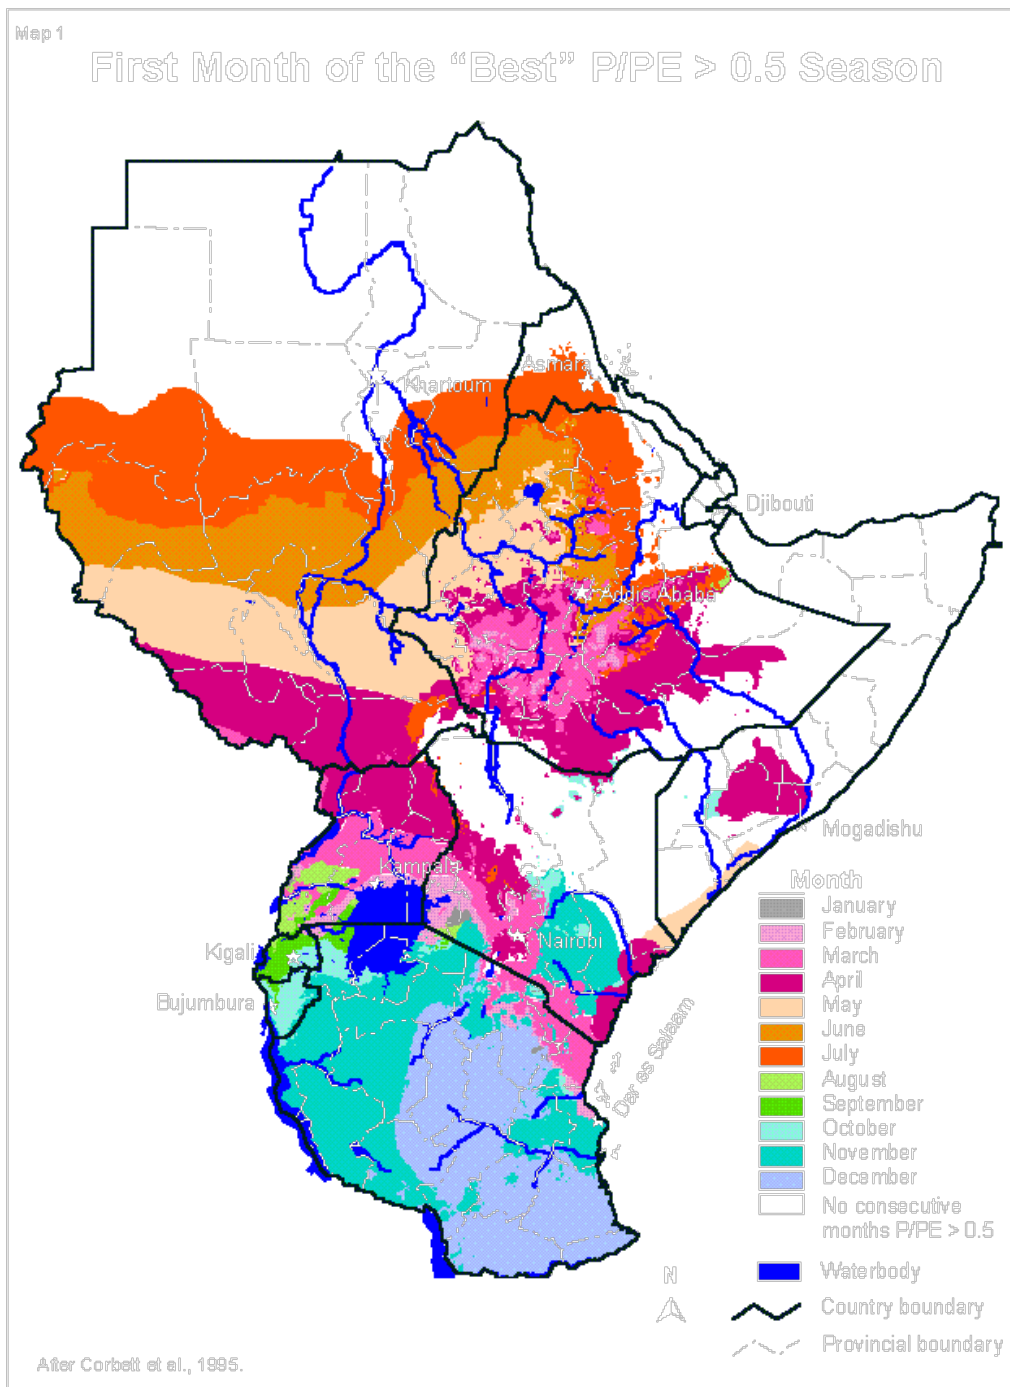 Map 1
First Month of the “Best” P/PE > 0.5 Season
Asmara
Khartoum
Djibouti
Addis Ababa
Mogadishu
Kampala
Kigali
Nairobi
Bujumbura
Dar es Salaam
Month
January
February
March
April
May
June
July
August
September
October
November
December
No consecutive
months P/PE > 0.5
Waterbody
Country boundary
Provincial boundary
N
After Corbett et al., 1995.